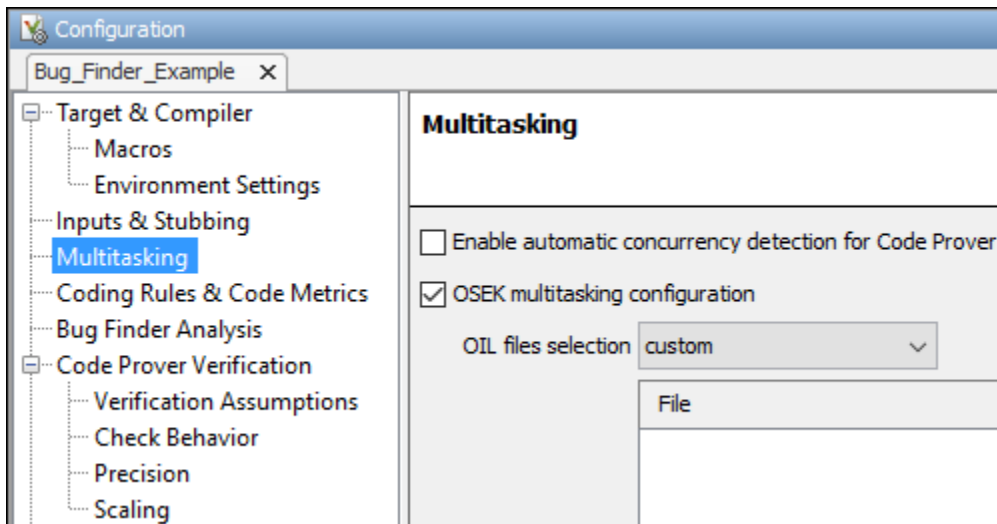 Configuration
Bug_Finder_Example X
Target & Compiler
Macros
Environment Settings
Inputs & Stubbing
Multitasking
Coding Rules & Code Metrics
Bug Finder Analysis
Code Prover Verification
Verification Assumptions
Check Behavior
Precision
Scaling
Multitasking
Enable automatic concurrency detection for Code Prover
OSEK multitasking configuration
OIL files selection custom
File